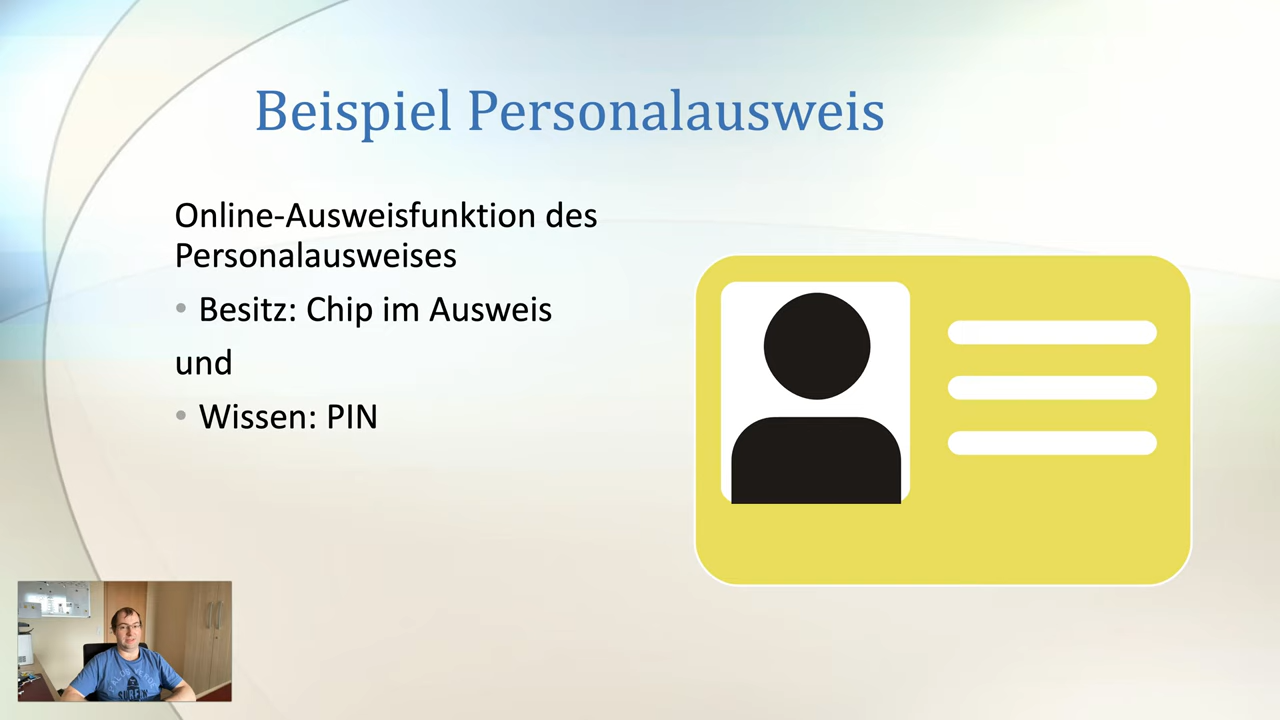 Beispiel Personalausweis
Online-Ausweisfunktion des
Personalausweises
• Besitz: Chip im Ausweis
und
• Wissen: PIN